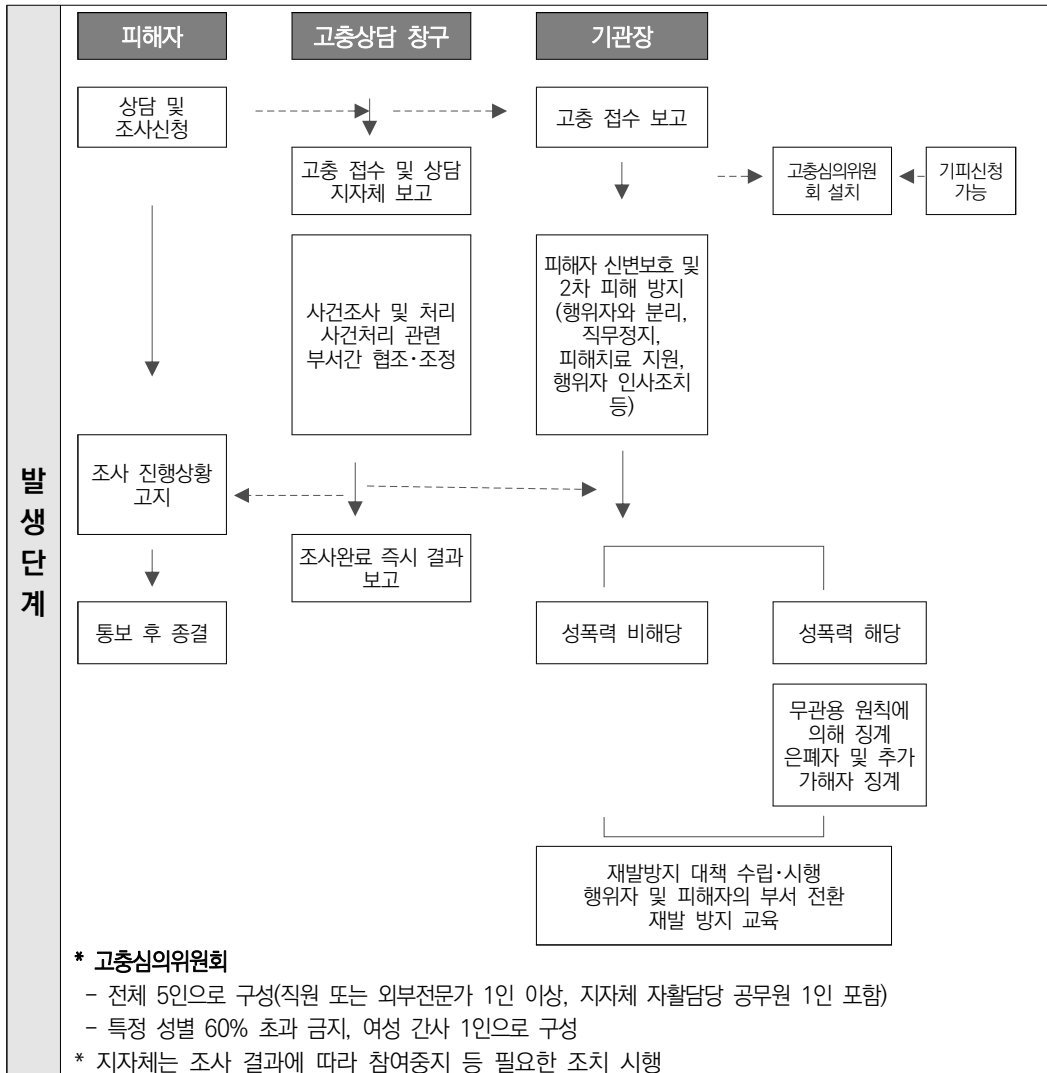 발생단계
피해자
고충상담 창구
기관장
상담 및
조사신청
고충 접수 보고
고충 접수 및 상담
지자체 보고
고충심의위원
회 설치
기피신청
가능
사건조사 및 처리
사건처리 관련
부서간 협조·조정
피해자 신변보호 및
2차 피해 방지
(행위자와 분리,
직무정지,
피해치료 지원,
행위자 인사조치
등)
조사 진행상황
고지
조사완료 즉시 결과
보고
통보 후 종결
성폭력 비해당
성폭력 해당
무관용 원칙에
의해 징계
은폐자 및 추가
가해자 징계
재발방지 대책 수립·시행
행위자 및 피해자의 부서 전환
재발 방지 교육
* 고충심의위원회
- 전체 5인으로 구성(직원 또는 외부전문가 1인 이상, 지자체 자활담당 공무원 1인 포함)
- 특정 성별 60% 초과 금지, 여성 간사 1인으로 구성
* 지자체는 조사 결과에 따라 참여중지 등 필요한 조치 시행